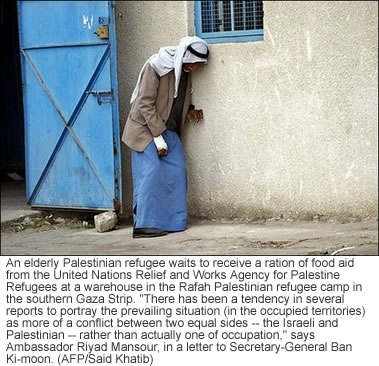 An elderly Palestinian refugee waits to receive a ration of food aid
from the United Nations Relief and Works Agency for Palestine
Refugees at a warehouse in the Rafah Palestinian refugee camp in
the southern Gaza Strip. "There has been a tendency in several
reports to portray the prevailing situation (in the occupied territories)
as more of a conflict between two equal sides -- the Israeli and
Palestinian -- rather than actually one of occupation," says
Ambassador Riyad Mansour, in a letter to Secretary-General Ban
Ki-moon. (AFP/Said Khatib)